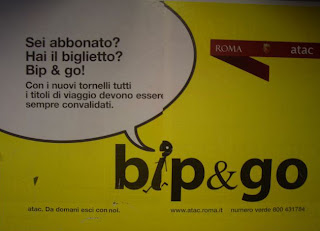 Sei abbonato?
Hai il biglietto?
Bip & go!
Con i nuovi tornelli tutti
i titoli di viaggio devono essere
sempre convalidati.
ROMA atac
bip&go
atac. Da domani esci con noi. www.atac.roma.it numero verde 800 431784